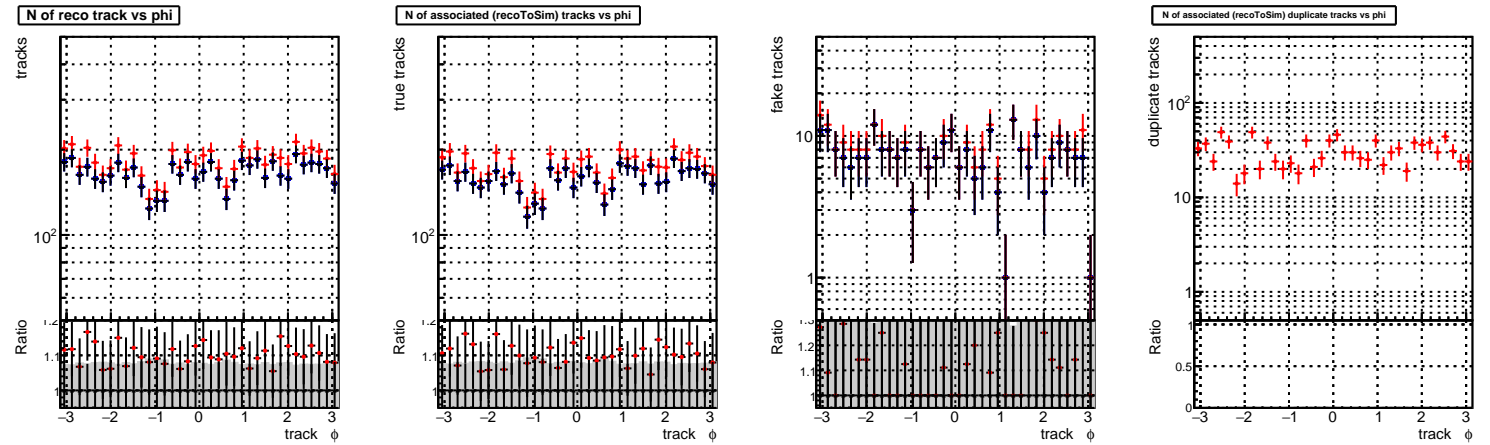 N of reco track vs phi
tracks
10²
Ratio
1.2
1.1
1
−3 −2 −1 0 1 2 3
track φ
N of associated (recoToSim) tracks vs phi
true tracks
10²
Ratio
1.2
1.1
1
−3 −2 −1 0 1 2 3
track φ
fake tracks
10
1
Ratio
1.3
1.2
1.1
1
−3 −2 −1 0 1 2 3
track φ
N of associated (recoToSim) duplicate tracks vs phi
duplicate tracks
10²
10
1
Ratio
1
0.5
0
−3 −2 −1 0 1 2 3
track φ